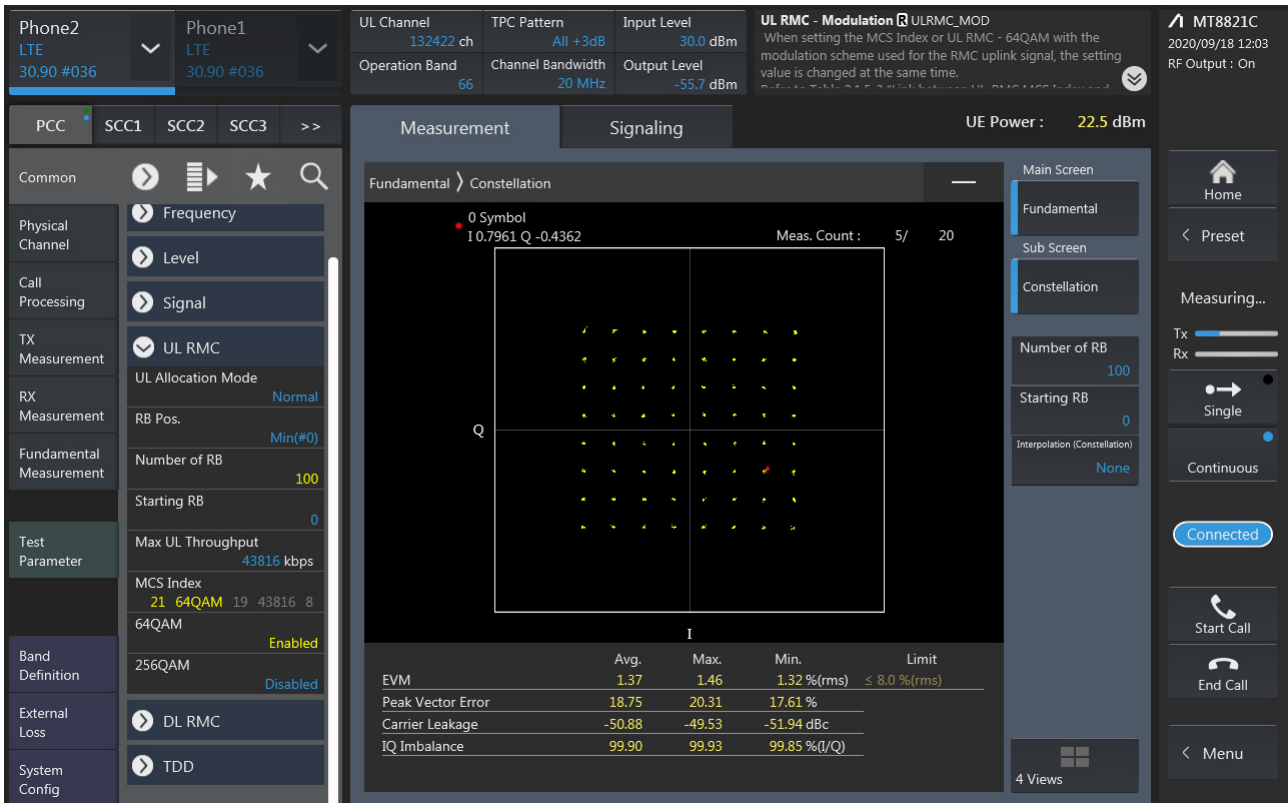 Phone2
LTE
30.90 #036
Phone1
LTE
30.90 #036
UL Channel
132422 ch
TPC Pattern
All +3dB
Input Level
30.0 dBm
Operation Band
66
Channel Bandwidth
20 MHz
Output Level
-55.7 dBm
UL RMC - Modulation R ULRMC_MOD
When setting the MCS Index or UL RMC - 64QAM with the
modulation scheme used for the RMC uplink signal, the setting
value is changed at the same time.
MT8821C
2020/09/18 12:03
RF Output : On
PCC SCC1 SCC2 SCC3 >>
Common
Physical
Channel
Call
Processing
TX
Measurement
RX
Measurement
Fundamental
Measurement
Test
Parameter
Band
Definition
External
Loss
System
Config
Frequency
Level
Signal
UL RMC
UL Allocation Mode
Normal
RB Pos.
Min(#0)
Number of RB
100
Starting RB
0
Max UL Throughput
43816 kbps
MCS Index
21 64QAM 19 43816 8
64QAM
Enabled
256QAM
Disabled
DL RMC
TDD
Measurement Signaling
UE Power : 22.5 dBm
Fundamental ⟩ Constellation
0 Symbol
I 0.7961 Q -0.4362
Meas. Count : 5/ 20
Q
I
Avg. Max. Min. Limit
EVM 1.37 1.46 1.32 %(rms) ≤ 8.0 %(rms)
Peak Vector Error 18.75 20.31 17.61 %
Carrier Leakage -50.88 -49.53 -51.94 dBc
IQ Imbalance 99.90 99.93 99.85 %(I/Q)
Main Screen
Fundamental
Sub Screen
Constellation
Number of RB
100
Starting RB
0
Interpolation (Constellation)
None
4 Views
Home
< Preset
Measuring...
Tx
Rx
Single
Continuous
Connected
Start Call
End Call
< Menu